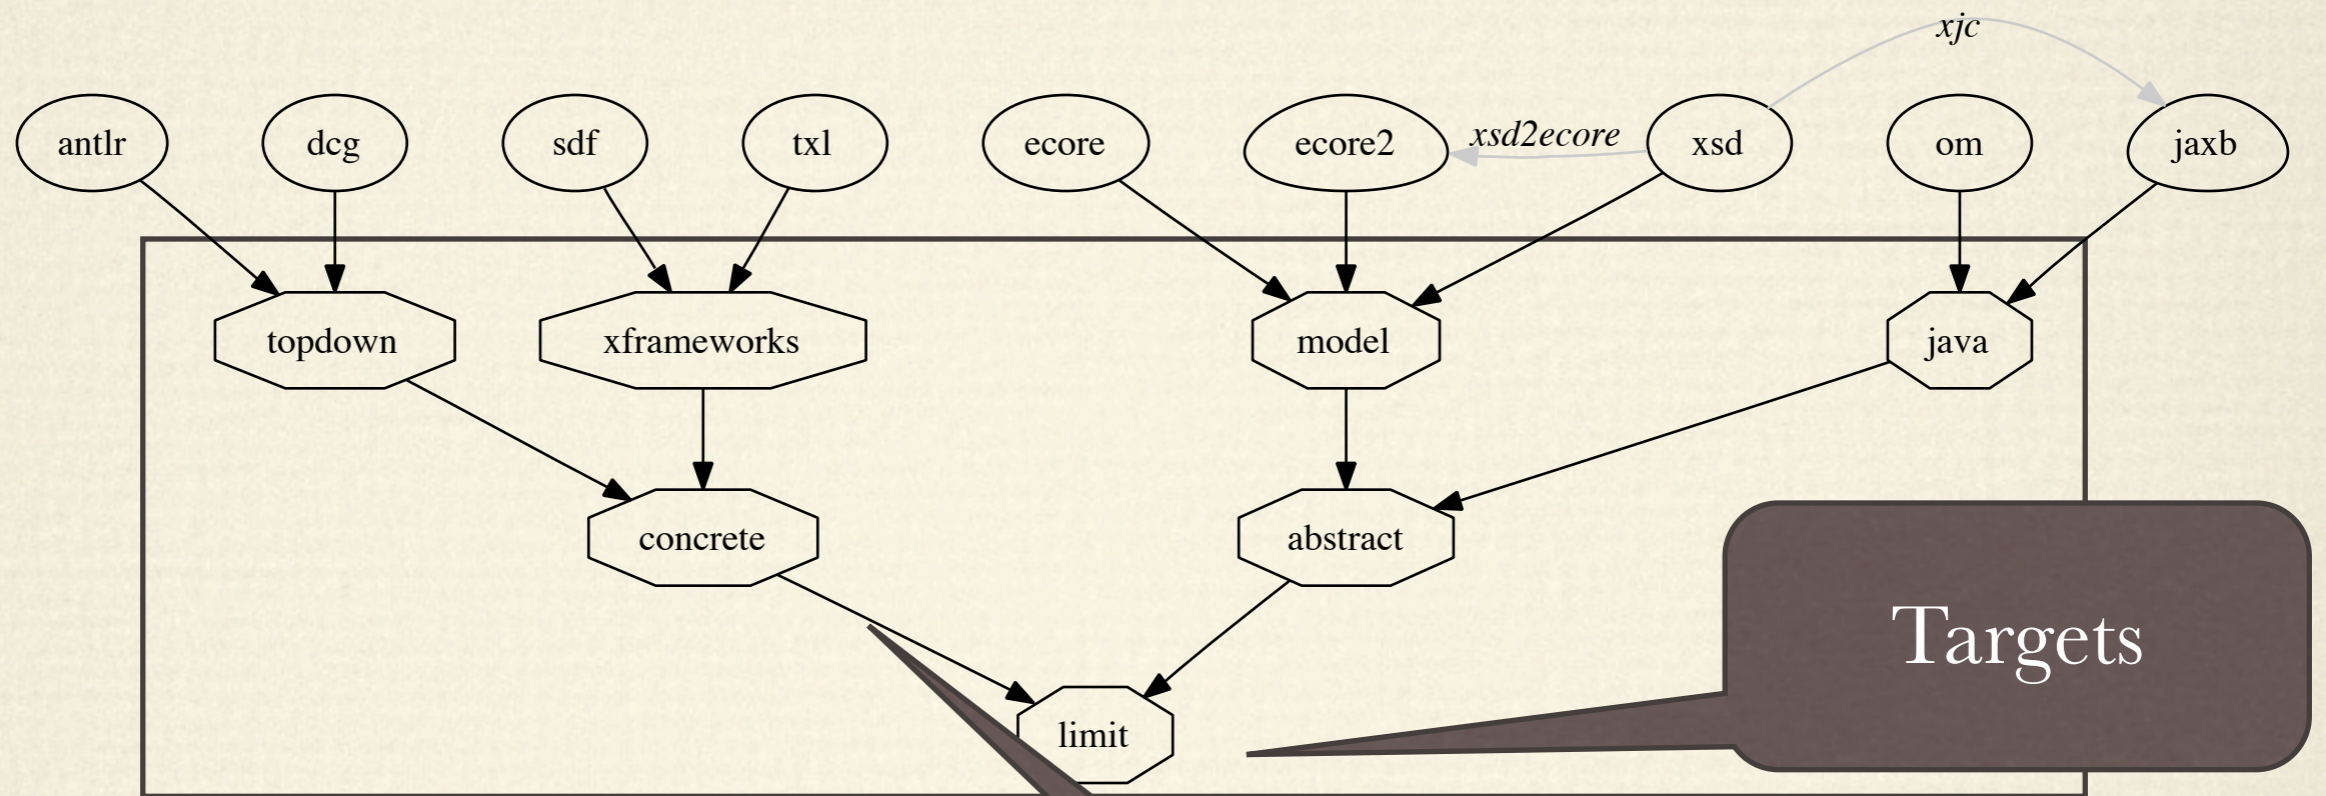 xjc
antlr dcg sdf txl ecore ecore2 xsd2ecore xsd om jaxb
topdown xframeworks model java
concrete abstract
Targets
limit